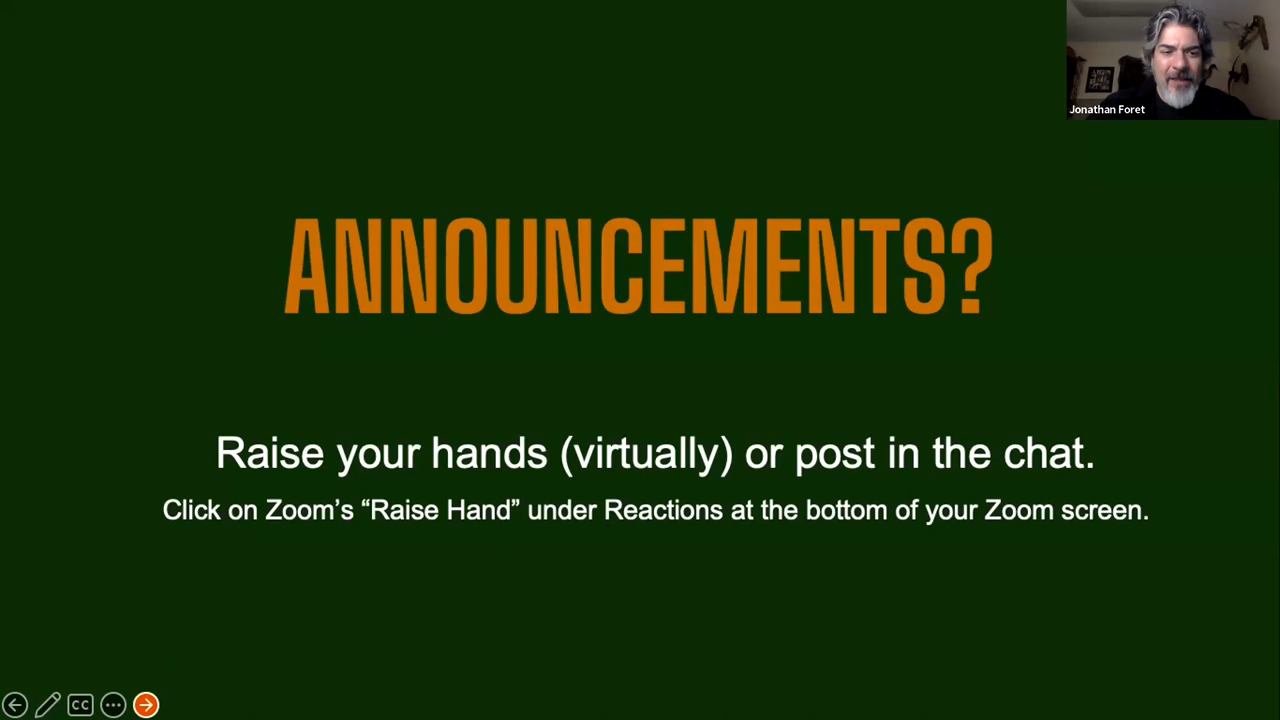 Jonathan Foret
ANNOUNCEMENTS?
Raise your hands (virtually) or post in the chat.
Click on Zoom’s “Raise Hand” under Reactions at the bottom of your Zoom screen.
CC